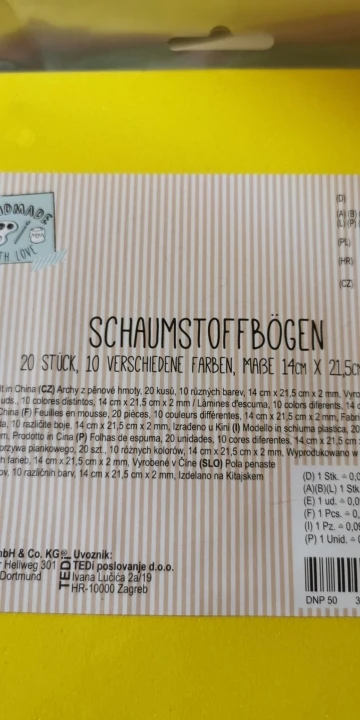 (D)
(A)(B)
(L)(P)
(PL)
(HR)
(CZ)
SCHAUMSTOFFBÖGEN
20 STÜCK, 10 VERSCHIEDENE FARBEN, MAßE 14cm X 21,5cm
in China (CZ) Archy z pěnové hmoty, 20 kusů, 10 různých barev, 14 cm x 21,5 cm x 2 mm,
uds., 10 colores distintos, 14 cm x 21,5 cm x 2 mm / Làmines d'escuma, 10 colors diferents, 14
China (F) Feuilles en mousse, 20 pièces, 10 couleurs différentes, 14 cm x 21,5 cm x 2 mm,
10 različite boje, 14 cm x 21,5 cm x 2 mm, Izrađeno u Kini (I) Modello in schiuma plastica, 20
Prodotto in Cina (P) Folhas de espuma, 20 unidades, 10 cores diferentes, 14 cm x 21,5 cm
piankowego, 20 szt., 10 różnych kolorów, 14 cm x 21,5 cm x 2 mm, Wyprodukowano w
farieb, 14 cm x 21,5 cm x 2 mm, Vyrobené v Číne (SLO) Pola penaste
10 različnih barv, 14 cm x 21,5 cm x 2 mm, Izdelano na Kitajskem
(D) 1 Stk. ≙
(A)(B)(L) 1 Stk
(E) 1 ud. ≙
(F) 1 Pcs. ≙
(I) 1 Pz. ≙
(P) 1 Unid. ≙
& Co. KG
Hellweg 301
Dortmund
TEDi
Uvoznik:
TEDi poslovanje d.o.o.
Ivana Lučića 2a/19
HR-10000 Zagreb
DNP 50